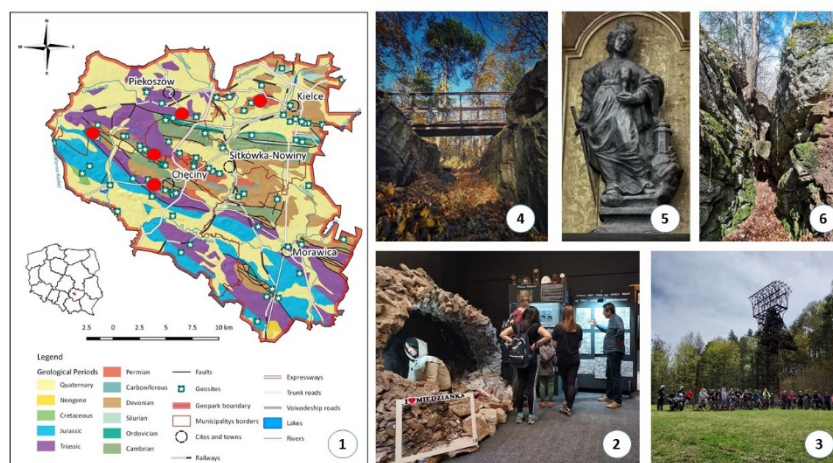 N
W
E
S
Piekoszów
Kielce
Sitkówka-Nowiny
Chęciny
Morawica
2.5 0 2.5 5 7.5 10 km
Legend
Geological Periods
Quaternary
Neogene
Cretaceous
Jurassic
Triassic
Permian
Carboniferous
Devonian
Silurian
Ordovician
Cambrian
Faults
Geosites
Geopark boundary
Municipalitys borders
Cites and towns
Railways
Expressways
Trunk roads
Voivodeship roads
Lakes
Rivers
1
4
5
6
I ❤ MIEDZIANKA
2
3